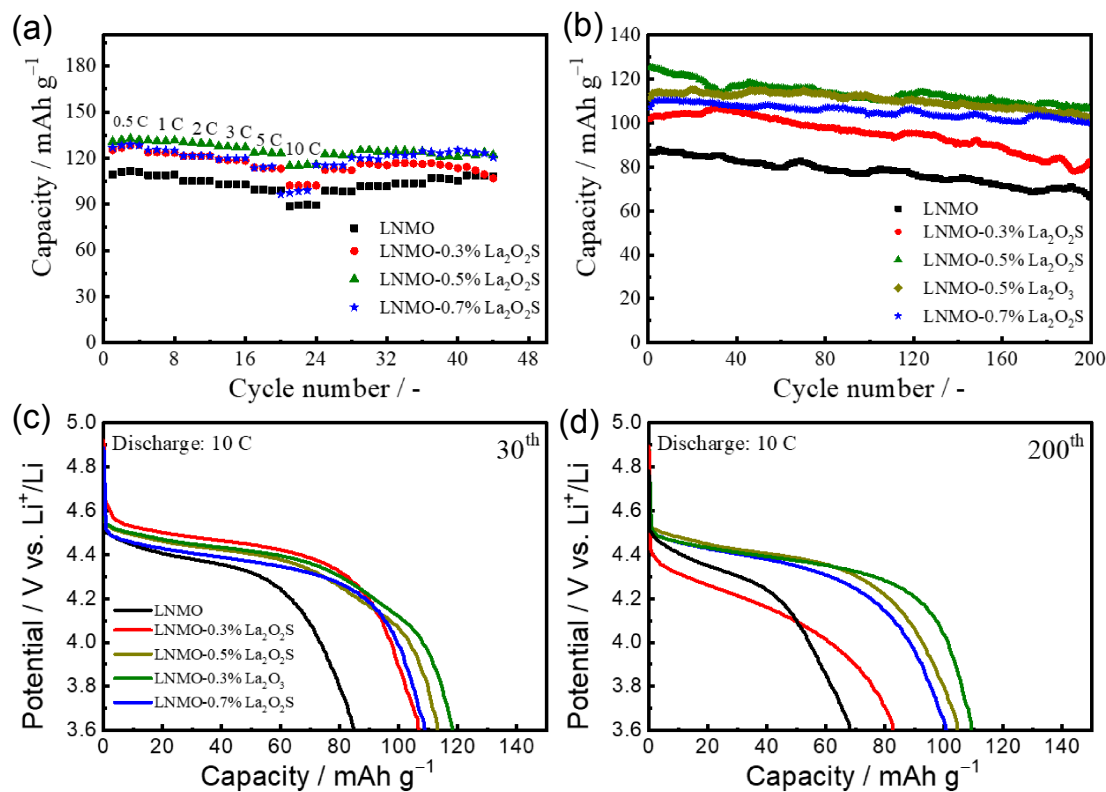 (a)
180
150
120
90
60
30
0
Capacity / mAh g⁻¹
0.5 C 1 C 2 C 3 C 5 C 10 C
LNMO
LNMO-0.3% La₂O₂S
LNMO-0.5% La₂O₂S
LNMO-0.7% La₂O₂S
0 8 16 24 32 40 48
Cycle number / -
(b)
140
120
100
80
60
40
20
0
Capacity / mAh g⁻¹
LNMO
LNMO-0.3% La₂O₂S
LNMO-0.5% La₂O₂S
LNMO-0.5% La₂O₃
LNMO-0.7% La₂O₂S
0 40 80 120 160 200
Cycle number / -
(c)
5.0
4.8
4.6
4.4
4.2
4.0
3.8
3.6
Potential / V vs. Li⁺/Li
Discharge: 10 C 30ᵗʰ
LNMO
LNMO-0.3% La₂O₂S
LNMO-0.5% La₂O₂S
LNMO-0.3% La₂O₃
LNMO-0.7% La₂O₂S
0 20 40 60 80 100 120 140
Capacity / mAh g⁻¹
(d)
5.0
4.8
4.6
4.4
4.2
4.0
3.8
3.6
Potential / V vs. Li⁺/Li
Discharge: 10 C 200ᵗʰ
0 20 40 60 80 100 120 140
Capacity / mAh g⁻¹